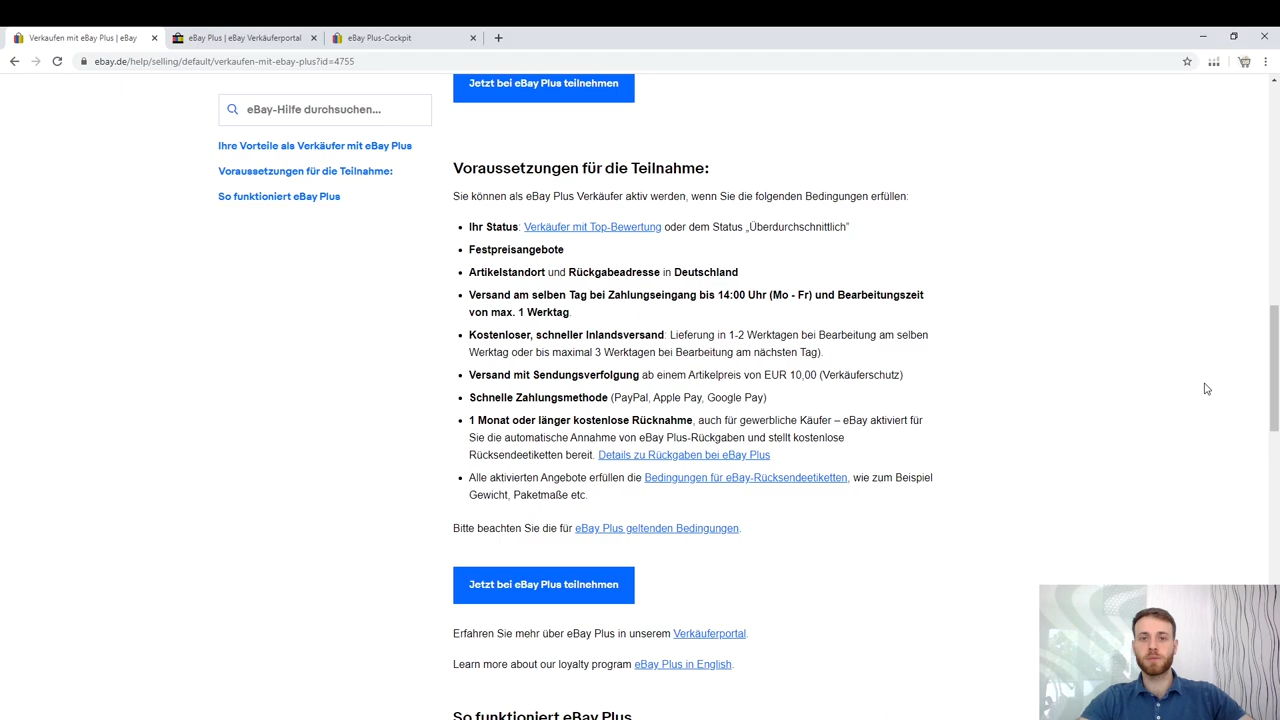 Verkaufen mit eBay Plus | eBay
eBay Plus | eBay Verkäuferportal
eBay Plus-Cockpit
ebay.de/help/selling/default/verkaufen-mit-ebay-plus?id=4755
Jetzt bei eBay Plus teilnehmen
eBay-Hilfe durchsuchen...
Ihre Vorteile als Verkäufer mit eBay Plus
Voraussetzungen für die Teilnahme:
So funktioniert eBay Plus
Voraussetzungen für die Teilnahme:
Sie können als eBay Plus Verkäufer aktiv werden, wenn Sie die folgenden Bedingungen erfüllen:
• Ihr Status: Verkäufer mit Top-Bewertung oder dem Status „Überdurchschnittlich”
• Festpreisangebote
• Artikelstandort und Rückgabeadresse in Deutschland
• Versand am selben Tag bei Zahlungseingang bis 14:00 Uhr (Mo - Fr) und Bearbeitungszeit
von max. 1 Werktag.
• Kostenloser, schneller Inlandsversand: Lieferung in 1-2 Werktagen bei Bearbeitung am selben
Werktag oder bis maximal 3 Werktagen bei Bearbeitung am nächsten Tag).
• Versand mit Sendungsverfolgung ab einem Artikelpreis von EUR 10,00 (Verkäuferschutz)
• Schnelle Zahlungsmethode (PayPal, Apple Pay, Google Pay)
• 1 Monat oder länger kostenlose Rücknahme, auch für gewerbliche Käufer – eBay aktiviert für
Sie die automatische Annahme von eBay Plus-Rückgaben und stellt kostenlose
Rücksendeetiketten bereit. Details zu Rückgaben bei eBay Plus
• Alle aktivierten Angebote erfüllen die Bedingungen für eBay-Rücksendeetiketten, wie zum Beispiel
Gewicht, Paketmaße etc.
Bitte beachten Sie die für eBay Plus geltenden Bedingungen.
Jetzt bei eBay Plus teilnehmen
Erfahren Sie mehr über eBay Plus in unserem Verkäuferportal.
Learn more about our loyalty program eBay Plus in English.
So funktioniert eBay Plus